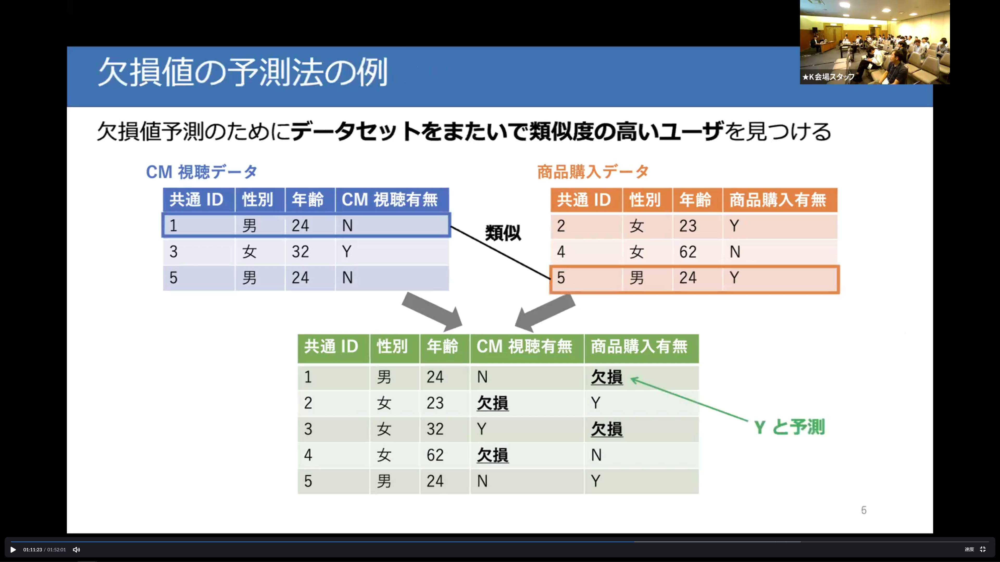 ★K会場スタッフ
欠損値の予測法の例
欠損値予測のためにデータセットをまたいで類似度の高いユーザを見つける
CM 視聴データ
共通 ID 性別 年齢 CM 視聴有無
1 男 24 N
3 女 32 Y
5 男 24 N
類似
商品購入データ
共通 ID 性別 年齢 商品購入有無
2 女 23 Y
4 女 62 N
5 男 24 Y
共通 ID 性別 年齢 CM 視聴有無 商品購入有無
1 男 24 N 欠損
2 女 23 欠損 Y
3 女 32 Y 欠損
4 女 62 欠損 N
5 男 24 N Y
Y と予測
5
01:11:23 / 01:52:01
速度